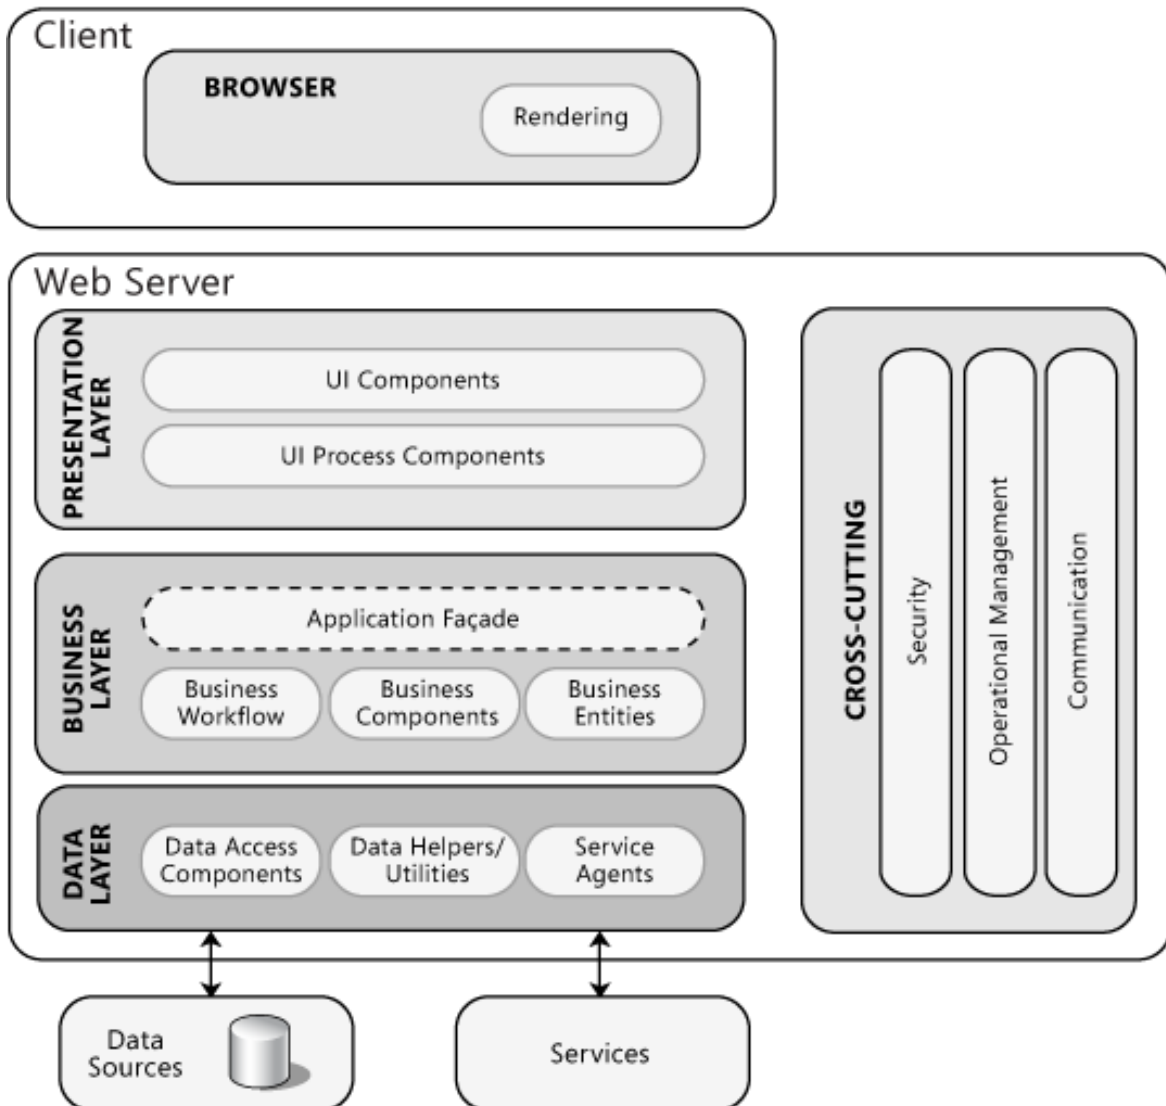 Client
BROWSER
Rendering
Web Server
PRESENTATION
LAYER
UI Components
UI Process Components
BUSINESS
LAYER
Application Façade
Business
Workflow
Business
Components
Business
Entities
DATA
LAYER
Data Access
Components
Data Helpers/
Utilities
Service
Agents
CROSS-CUTTING
Security
Operational Management
Communication
Data
Sources
Services